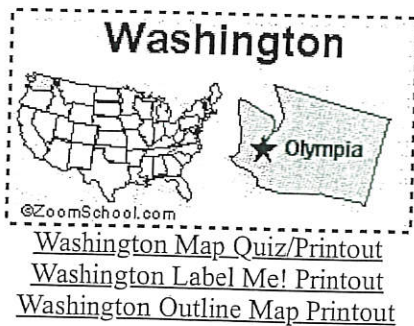 Washington
Olympia
©ZoomSchool.com
Washington Map Quiz/Printout
Washington Label Me! Printout
Washington Outline Map Printout